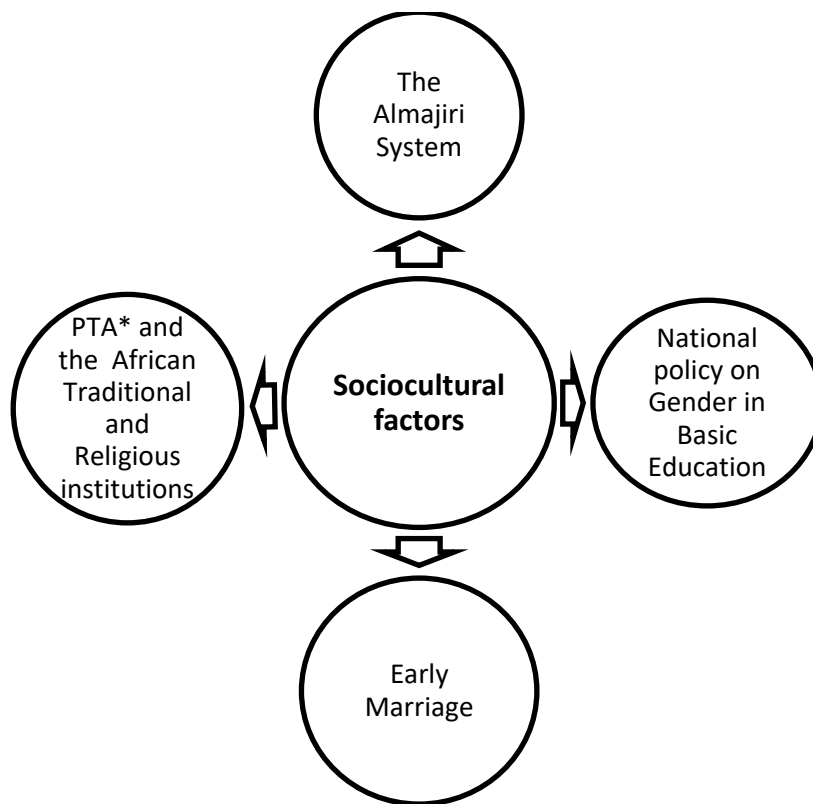 The
Almajiri
System
PTA* and
the African
Traditional
and
Religious
institutions
Sociocultural
factors
National
policy on
Gender in
Basic
Education
Early
Marriage